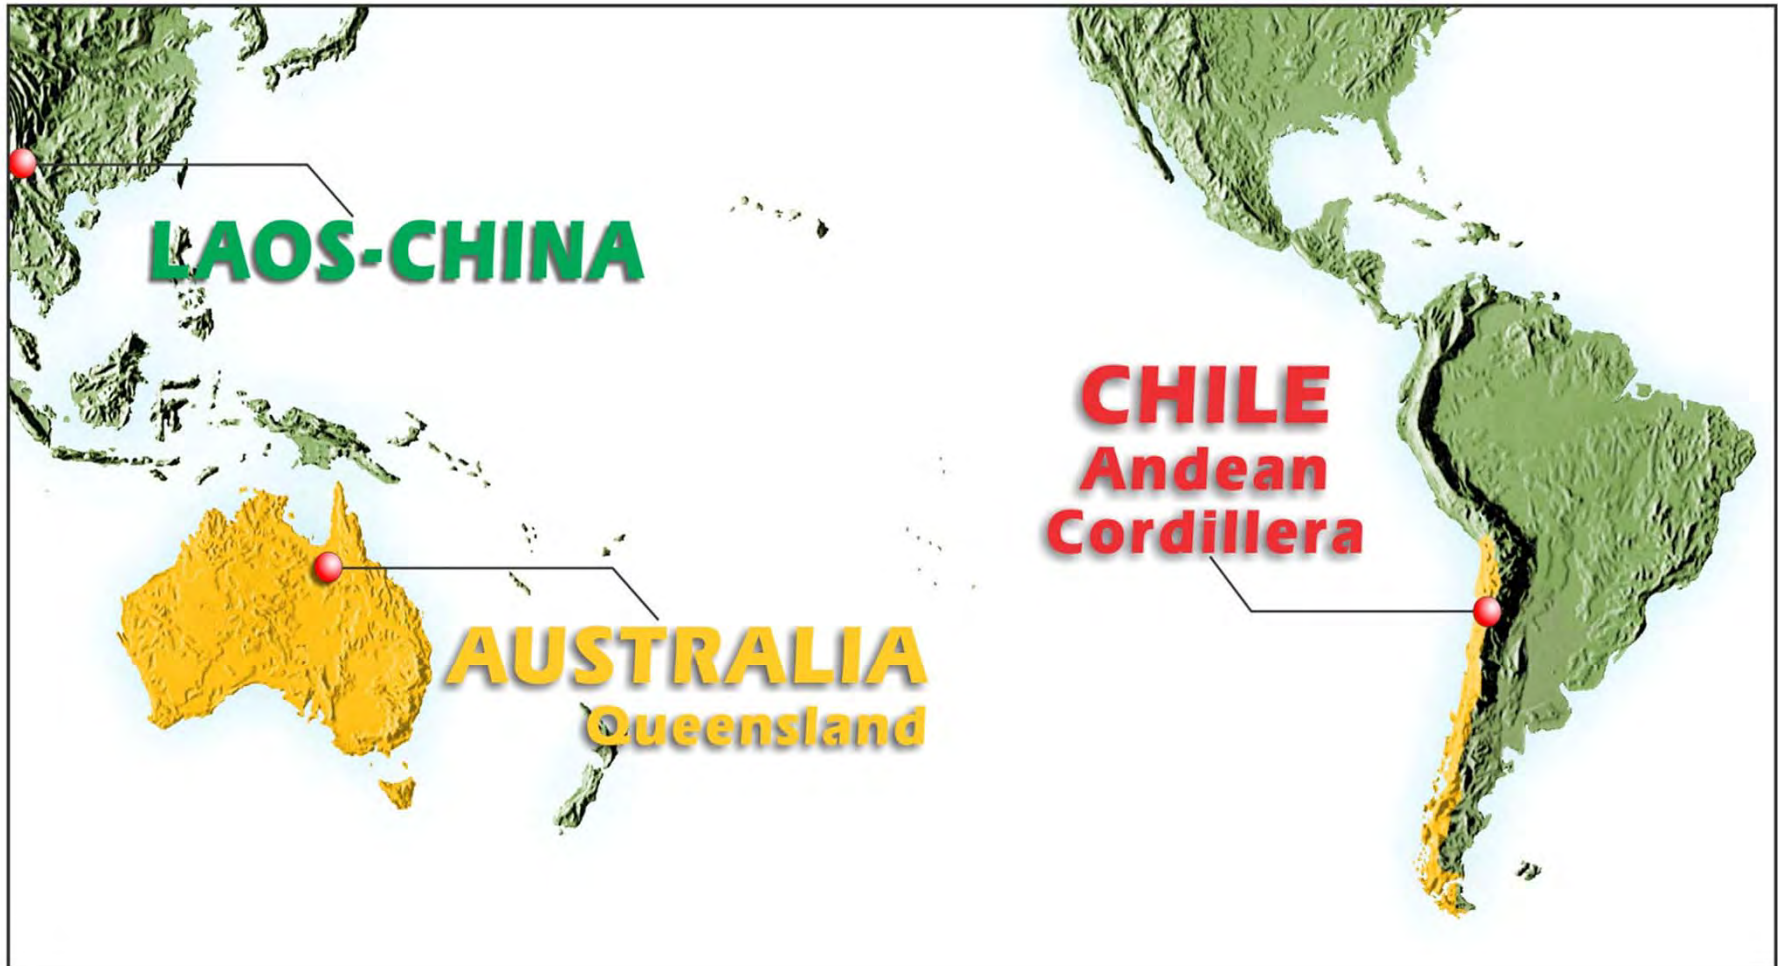 LAOS-CHINA
CHILE
Andean
Cordillera
AUSTRALIA
Queensland